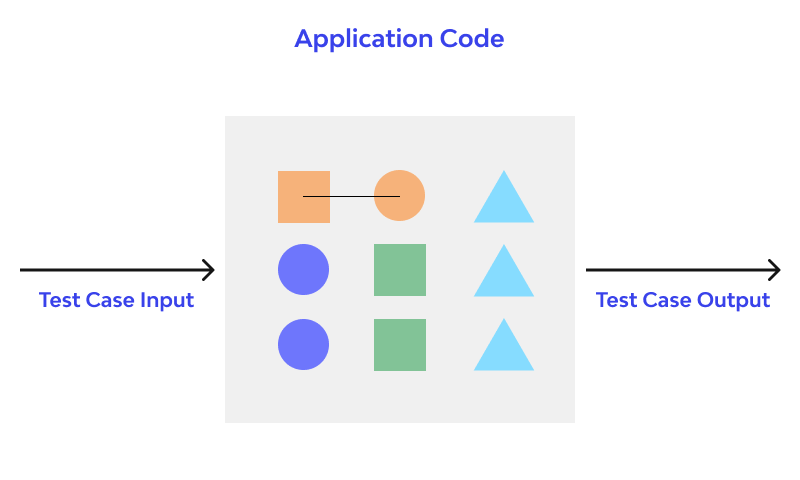 Application Code
Test Case Input
Test Case Output